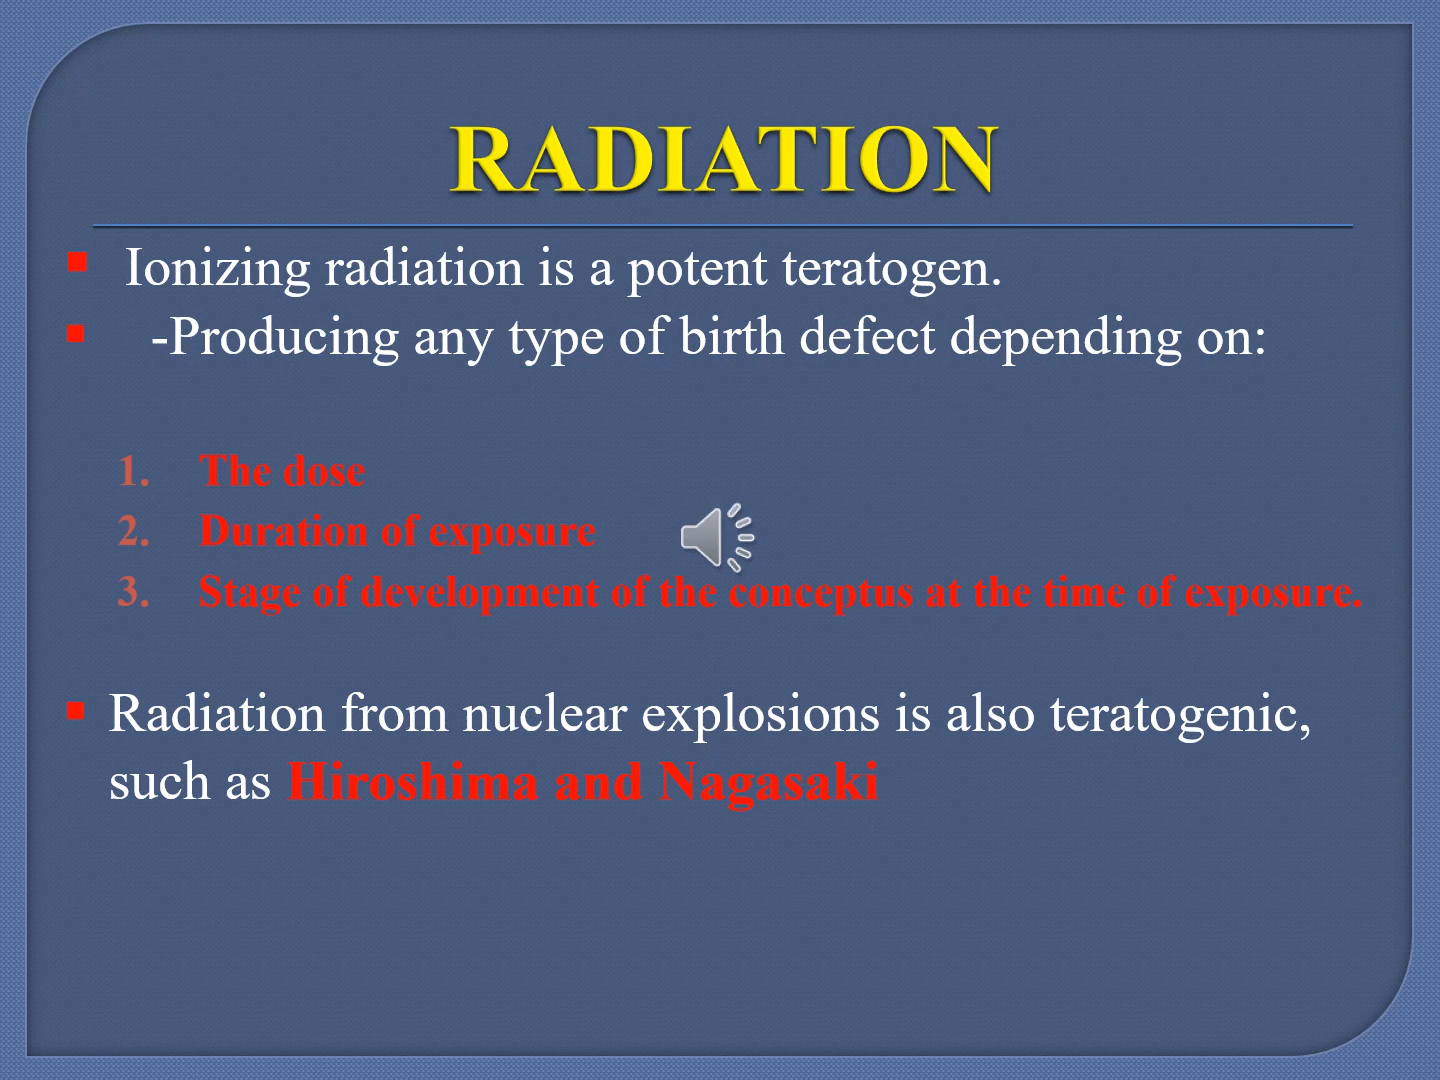 RADIATION
Ionizing radiation is a potent teratogen.
-Producing any type of birth defect depending on:
1. The dose
2. Duration of exposure
3. Stage of development of the conceptus at the time of exposure.
Radiation from nuclear explosions is also teratogenic,
such as Hiroshima and Nagasaki